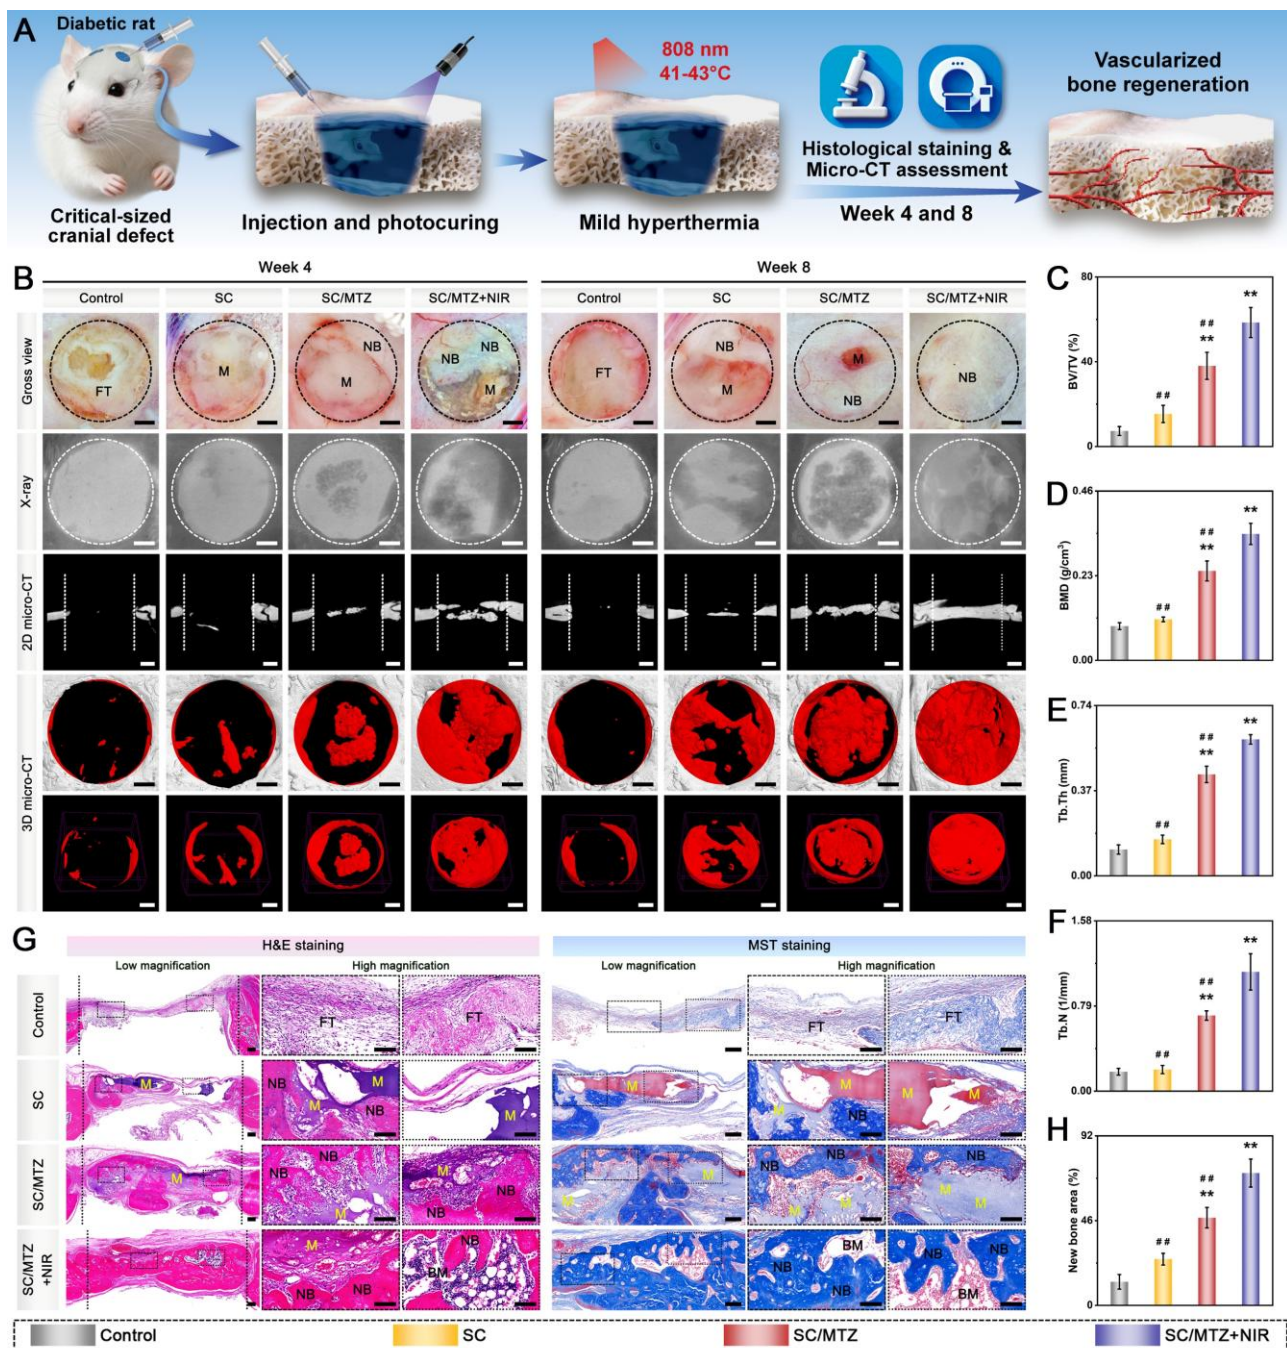 A
Diabetic rat
Critical-sized
cranial defect
Injection and photocuring
808 nm
41-43°C
Mild hyperthermia
Histological staining &
Micro-CT assessment
Week 4 and 8
Vascularized
bone regeneration
B
Week 4
Week 8
Control
SC
SC/MTZ
SC/MTZ+NIR
Control
SC
SC/MTZ
SC/MTZ+NIR
Gross view
FT
M
NB
M
NB
NB
M
FT
NB
M
M
NB
NB
X-ray
2D micro-CT
3D micro-CT
C
BV/TV (%)
80
40
0
##
##
**
**
D
BMD (g/cm³)
0.46
0.23
0.00
##
##
**
**
E
Tb.Th (mm)
0.74
0.37
0.00
##
##
**
**
F
Tb.N (1/mm)
1.58
0.79
0.00
##
##
**
**
G
H&E staining
MST staining
Low magnification
High magnification
Low magnification
High magnification
Control
FT
FT
FT
FT
SC
M
NB
M
M
NB
M
M
M
M
NB
M
SC/MTZ
M
NB
NB
M
M
NB
NB
M
NB
NB
M
M
M
SC/MTZ
+NIR
M
NB
NB
NB
BM
BM
NB
NB
NB
NB
BM
H
New bone area (%)
92
46
0
##
##
**
**
Control
SC
SC/MTZ
SC/MTZ+NIR